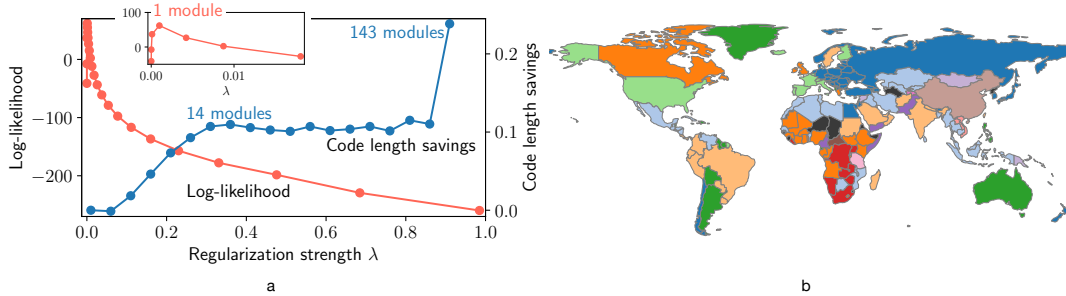 1 module
100
0
0.00
0.01
λ
143 modules
14 modules
Code length savings
Log-likelihood
0
−100
−200
Log-likelihood
0.2
0.1
0.0
Code length savings
0.0 0.2 0.4 0.6 0.8 1.0
Regularization strength λ
a
b